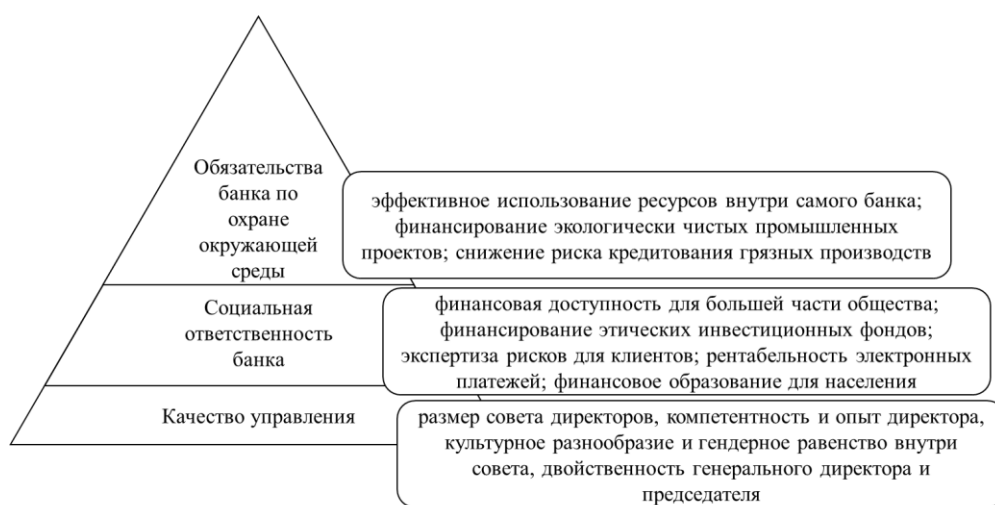 Обязательства
банка по
охране
окружающей
среды
эффективное использование ресурсов внутри самого банка;
финансирование экологически чистых промышленных
проектов; снижение риска кредитования грязных производств
Социальная
ответственность
банка
финансовая доступность для большей части общества;
финансирование этических инвестиционных фондов;
экспертиза рисков для клиентов; рентабельность электронных
платежей; финансовое образование для населения
Качество управления
размер совета директоров, компетентность и опыт директора,
культурное разнообразие и гендерное равенство внутри
совета, двойственность генерального директора и
председателя